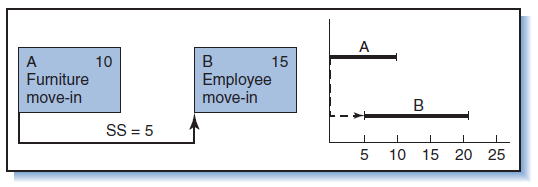 A 10
Furniture
move-in
B 15
Employee
move-in
SS = 5
A
B
5 10 15 20 25